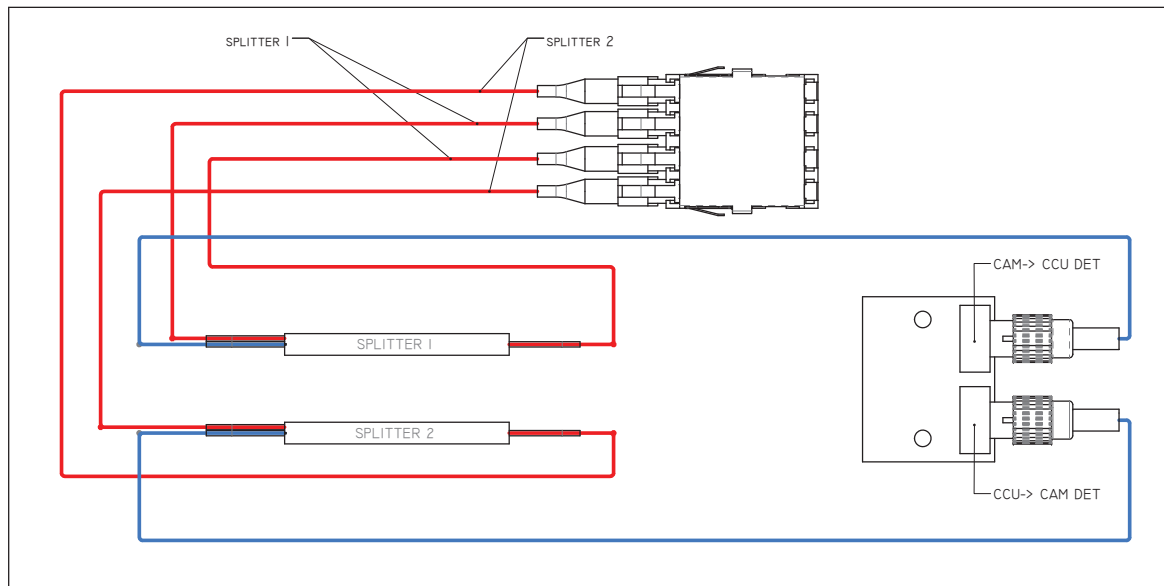 SPLITTER 1
SPLITTER 2
CAM-> CCU DET
SPLITTER 1
SPLITTER 2
CCU-> CAM DET